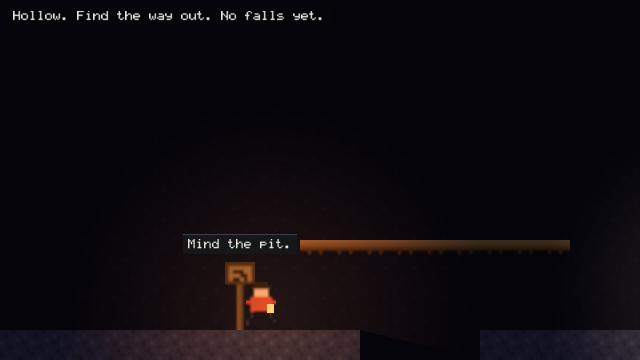 Hollow. Find the way out. No falls yet.
Mind the pit.